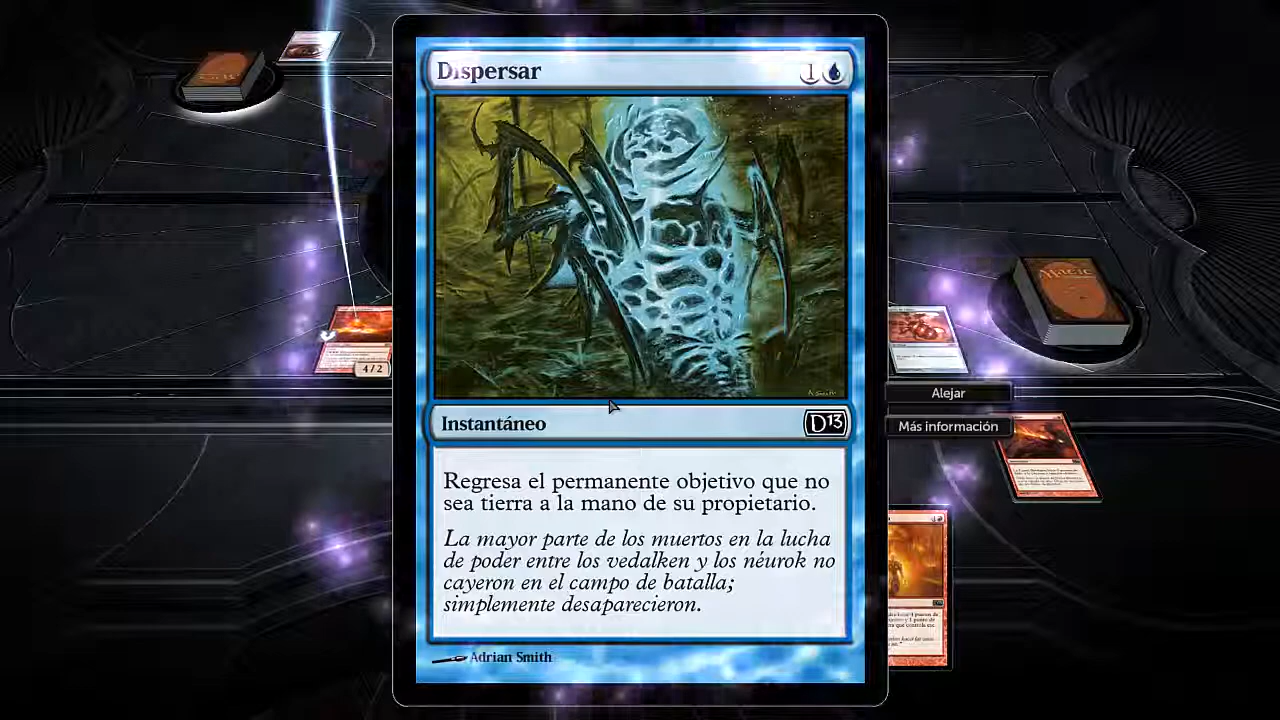 Dispersar
1
Instantáneo
D13
Regresa el permanente objetivo que no
sea tierra a la mano de su propietario.
La mayor parte de los muertos en la lucha
de poder entre los vedalken y los néurok no
cayeron en el campo de batalla;
simplemente desaparecieron.
Adrian Smith
4/2
MAGIC
Alejar
Más información